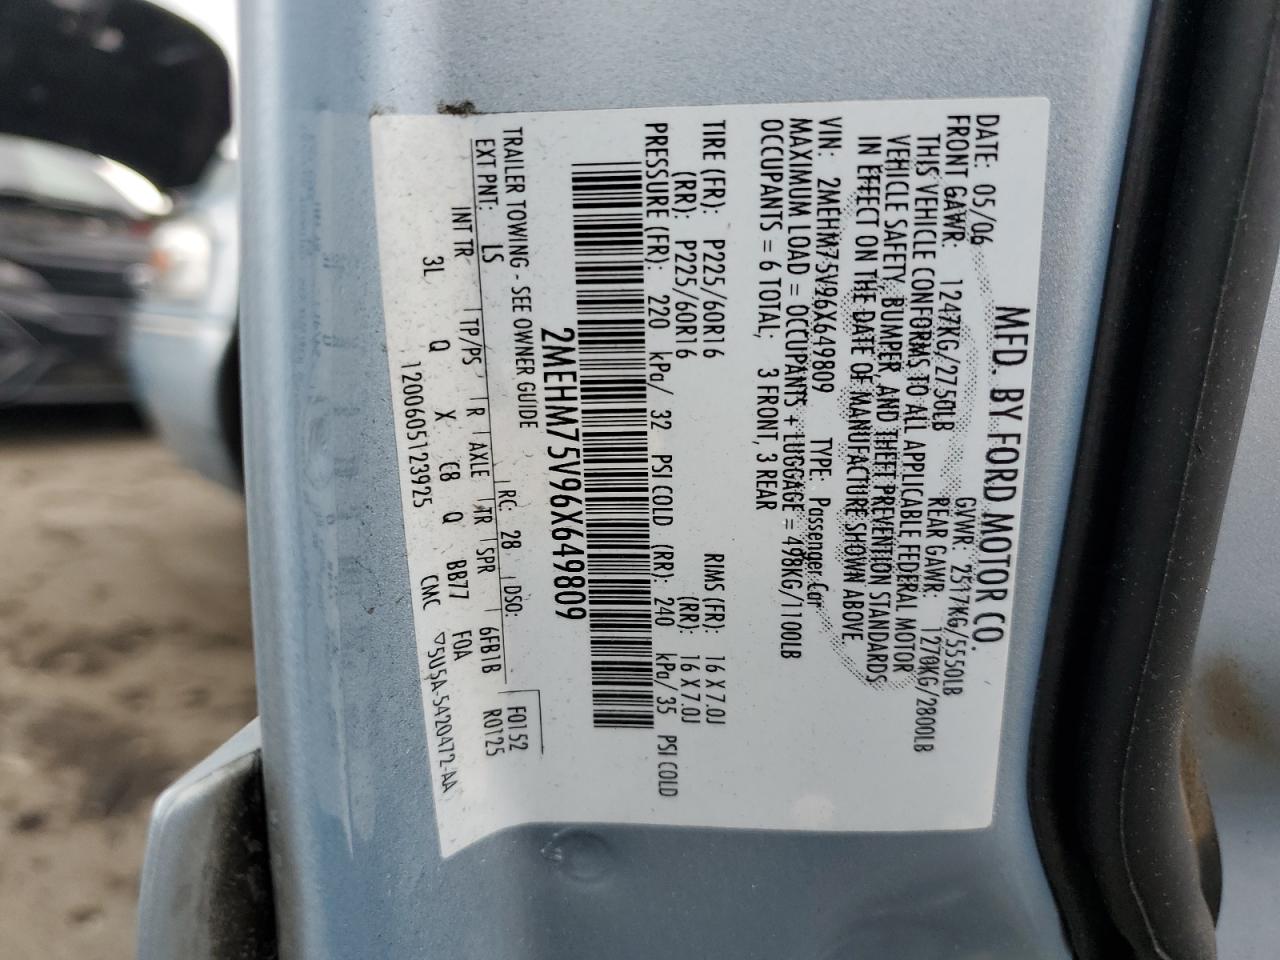 MFD. BY FORD MOTOR CO.
DATE: 05/06 GVWR: 2517KG/5550LB
FRONT GAWR: 1247KG/2750LB REAR GAWR: 1270KG/2800LB
THIS VEHICLE CONFORMS TO ALL APPLICABLE FEDERAL MOTOR
VEHICLE SAFETY, BUMPER, AND THEFT PREVENTION STANDARDS
IN EFFECT ON THE DATE OF MANUFACTURE SHOWN ABOVE
VIN: 2MEHM75V96X649809 TYPE: Passenger Car
MAXIMUM LOAD = OCCUPANTS + LUGGAGE = 498KG/1100LB
OCCUPANTS = 6 TOTAL; 3 FRONT, 3 REAR
TIRE (FR): P225/60R16 RIMS (FR): 16 X 7.0J
(RR): P225/60R16 (RR): 16 X 7.0J
PRESSURE (FR): 220 kPa/ 32 PSI COLD (RR): 240 kPa/ 35 PSI COLD
2MEHM75V96X649809
TRAILER TOWING - SEE OWNER GUIDE
F0152
EXT PNT: LS RC: 28 DSO: R0125
INT TR TP/PS R AXLE TR SPR 6FB1B
3L Q X C8 Q BB77 F0A
1200605123925 CMC ▽5U5A-5420472-AA